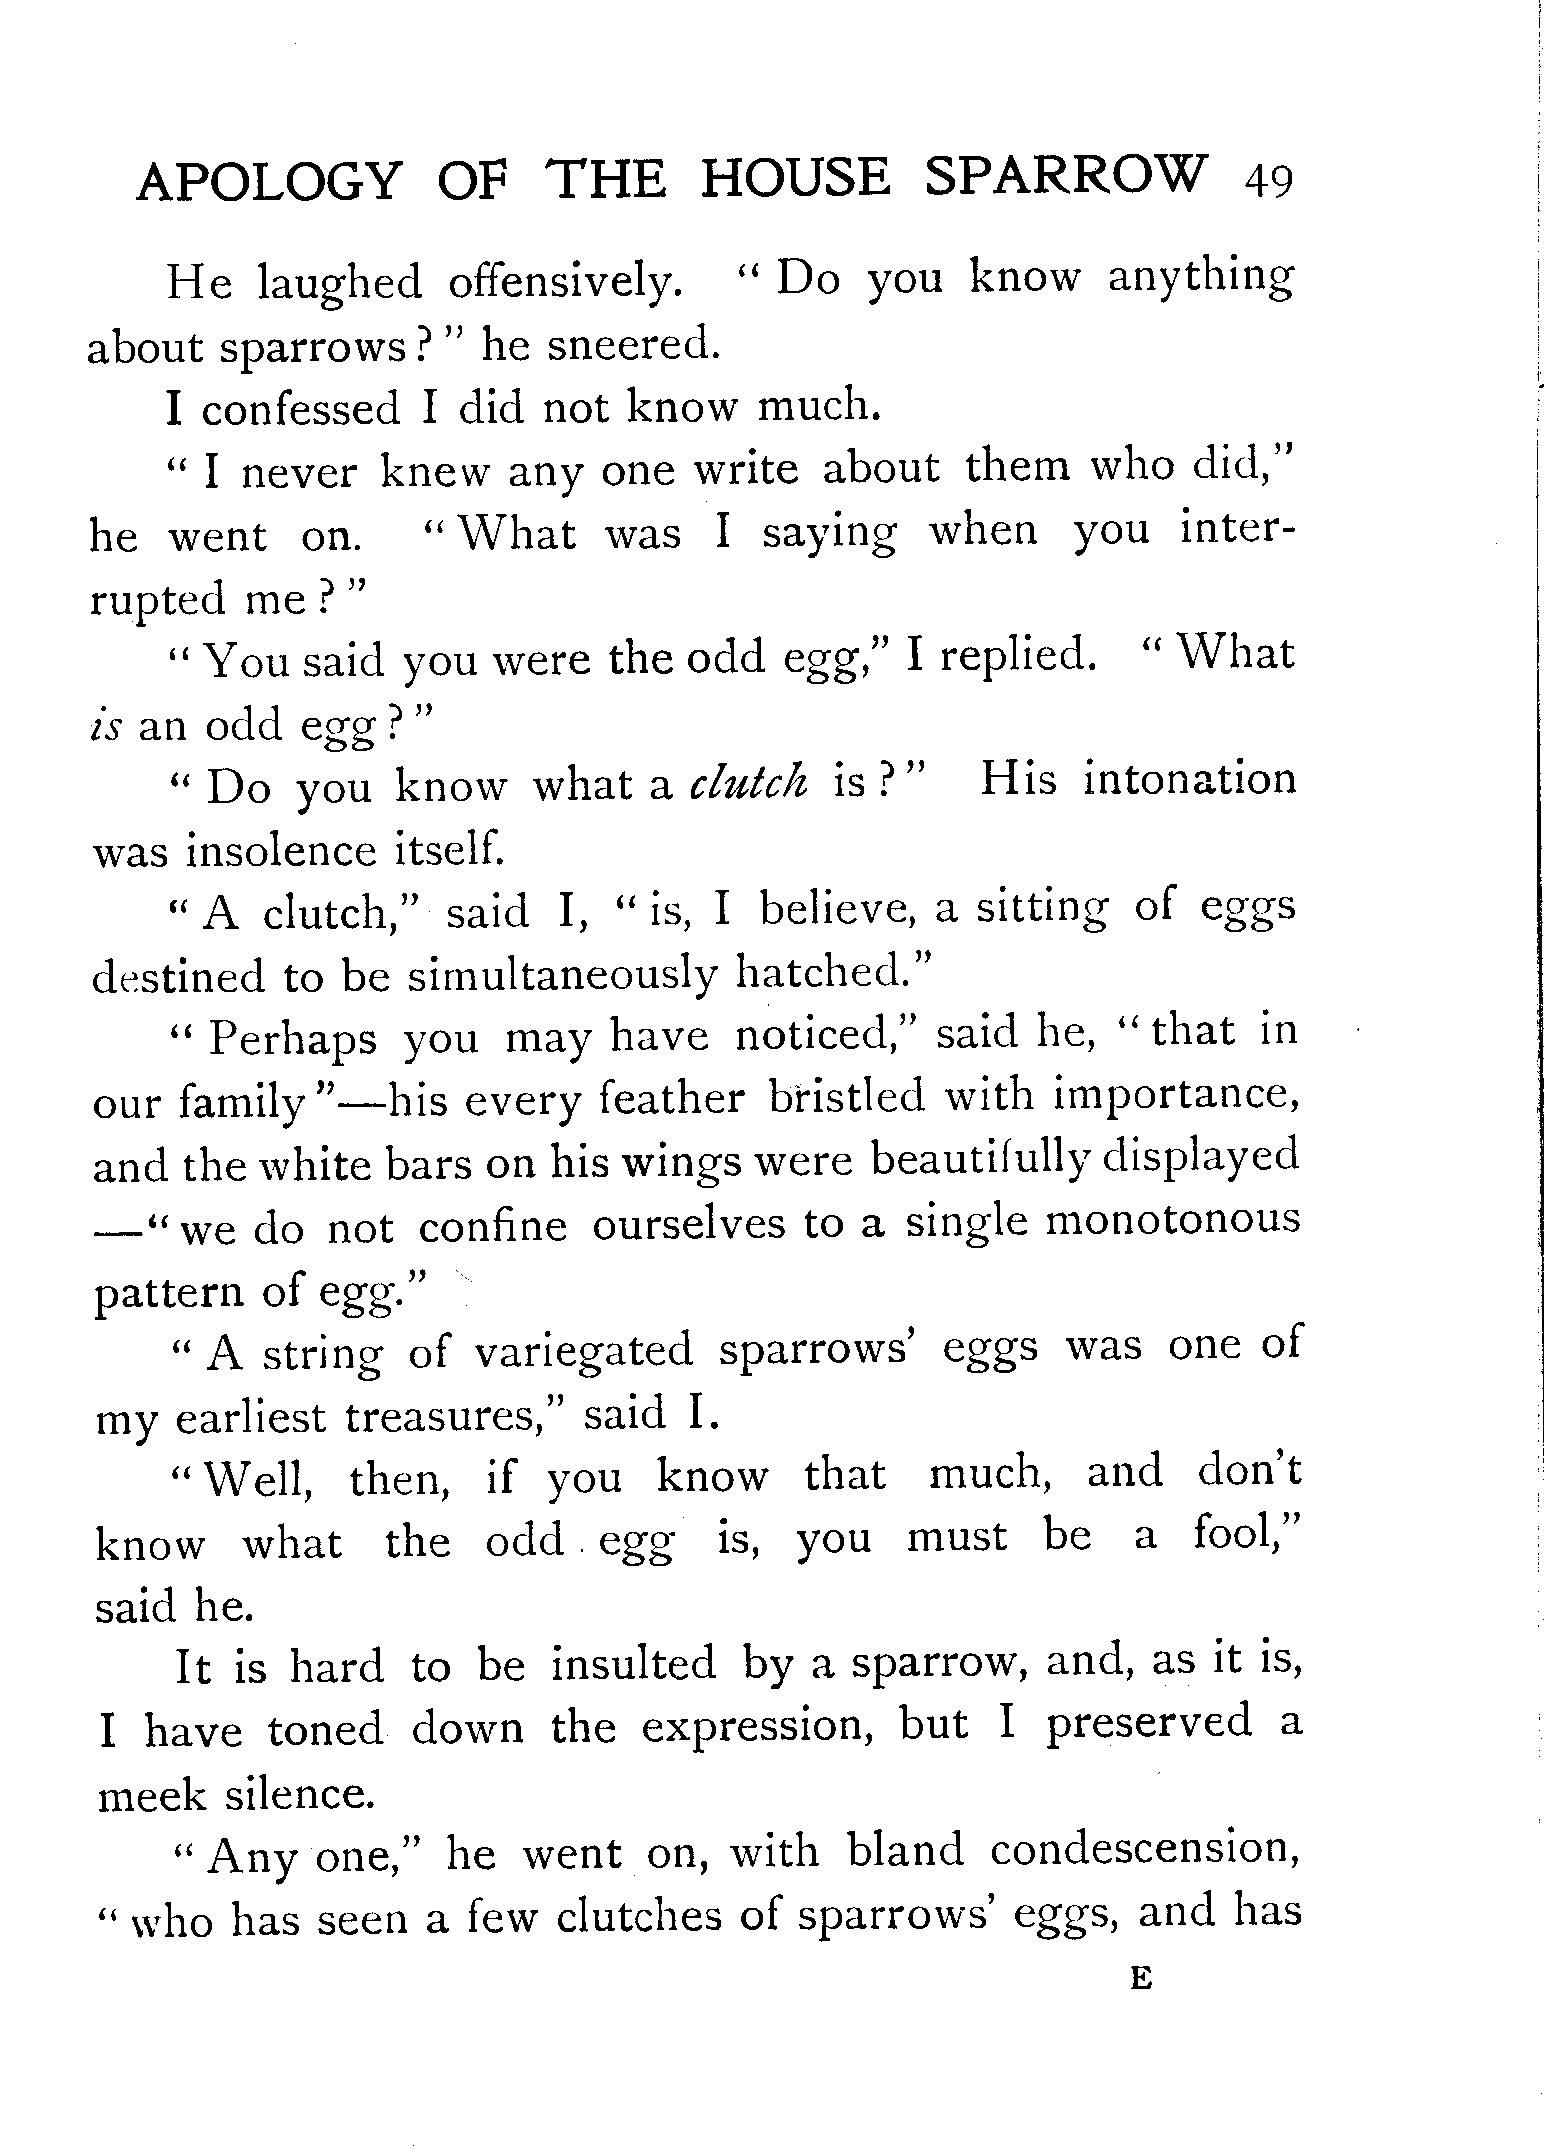 APOLOGY OF THE HOUSE SPARROW 49
He laughed offensively. “ Do you know anything
about sparrows ? ” he sneered.
I confessed I did not know much.
“ I never knew any one write about them who did,”
he went on. “ What was I saying when you inter-
rupted me ? ”
“ You said you were the odd egg,” I replied. “ What
is an odd egg ? ”
“ Do you know what a clutch is ? ” His intonation
was insolence itself.
“ A clutch,” said I, “ is, I believe, a sitting of eggs
destined to be simultaneously hatched.”
“ Perhaps you may have noticed,” said he, “ that in
our family ”—his every feather bristled with importance,
and the white bars on his wings were beautifully displayed
—“ we do not confine ourselves to a single monotonous
pattern of egg.”
“ A string of variegated sparrows’ eggs was one of
my earliest treasures,” said I.
“ Well, then, if you know that much, and don’t
know what the odd egg is, you must be a fool,”
said he.
It is hard to be insulted by a sparrow, and, as it is,
I have toned down the expression, but I preserved a
meek silence.
“ Any one,” he went on, with bland condescension,
“ who has seen a few clutches of sparrows’ eggs, and has
E